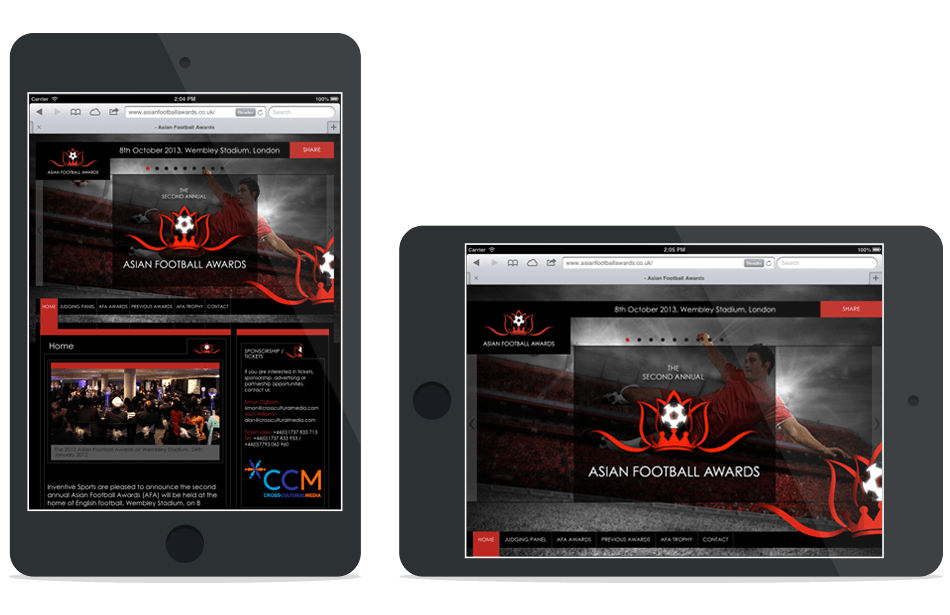 Carrier 2:04 PM 100%
www.asianfootballawards.co.uk/ Reader Search
- Asian Football Awards
8th October 2013, Wembley Stadium, London SHARE
ASIAN FOOTBALL AWARDS
THE
SECOND ANNUAL
ASIAN FOOTBALL AWARDS
HOME JUDGING PANEL AFA AWARDS PREVIOUS AWARDS AFA TROPHY CONTACT
Home
SPONSORSHIP /
TICKETS
If you are interested in tickets,
sponsorship, advertising or
partnership opportunities,
contact us:
Simon Ogborn:
simon@crossculturalmedia.com
Alan Williams:
alan@crossculturalmedia.com
Ticket sales: +44(0)1737 833 713
Tel: +44(0)1737 833 953 /
+44(0)7793 062 960
CCM
CROSSCULTURALMEDIA
The 2012 Asian Football Awards at Wembley Stadium, 24th
January 2012
Inventive Sports are pleased to announce the second
annual Asian Football Awards (AFA) will be held at the
home of English football, Wembley Stadium, on 8
Carrier 2:05 PM 100%
www.asianfootballawards.co.uk/ Reader Search
- Asian Football Awards
8th October 2013, Wembley Stadium, London SHARE
ASIAN FOOTBALL AWARDS
THE
SECOND ANNUAL
ASIAN FOOTBALL AWARDS
HOME JUDGING PANEL AFA AWARDS PREVIOUS AWARDS AFA TROPHY CONTACT